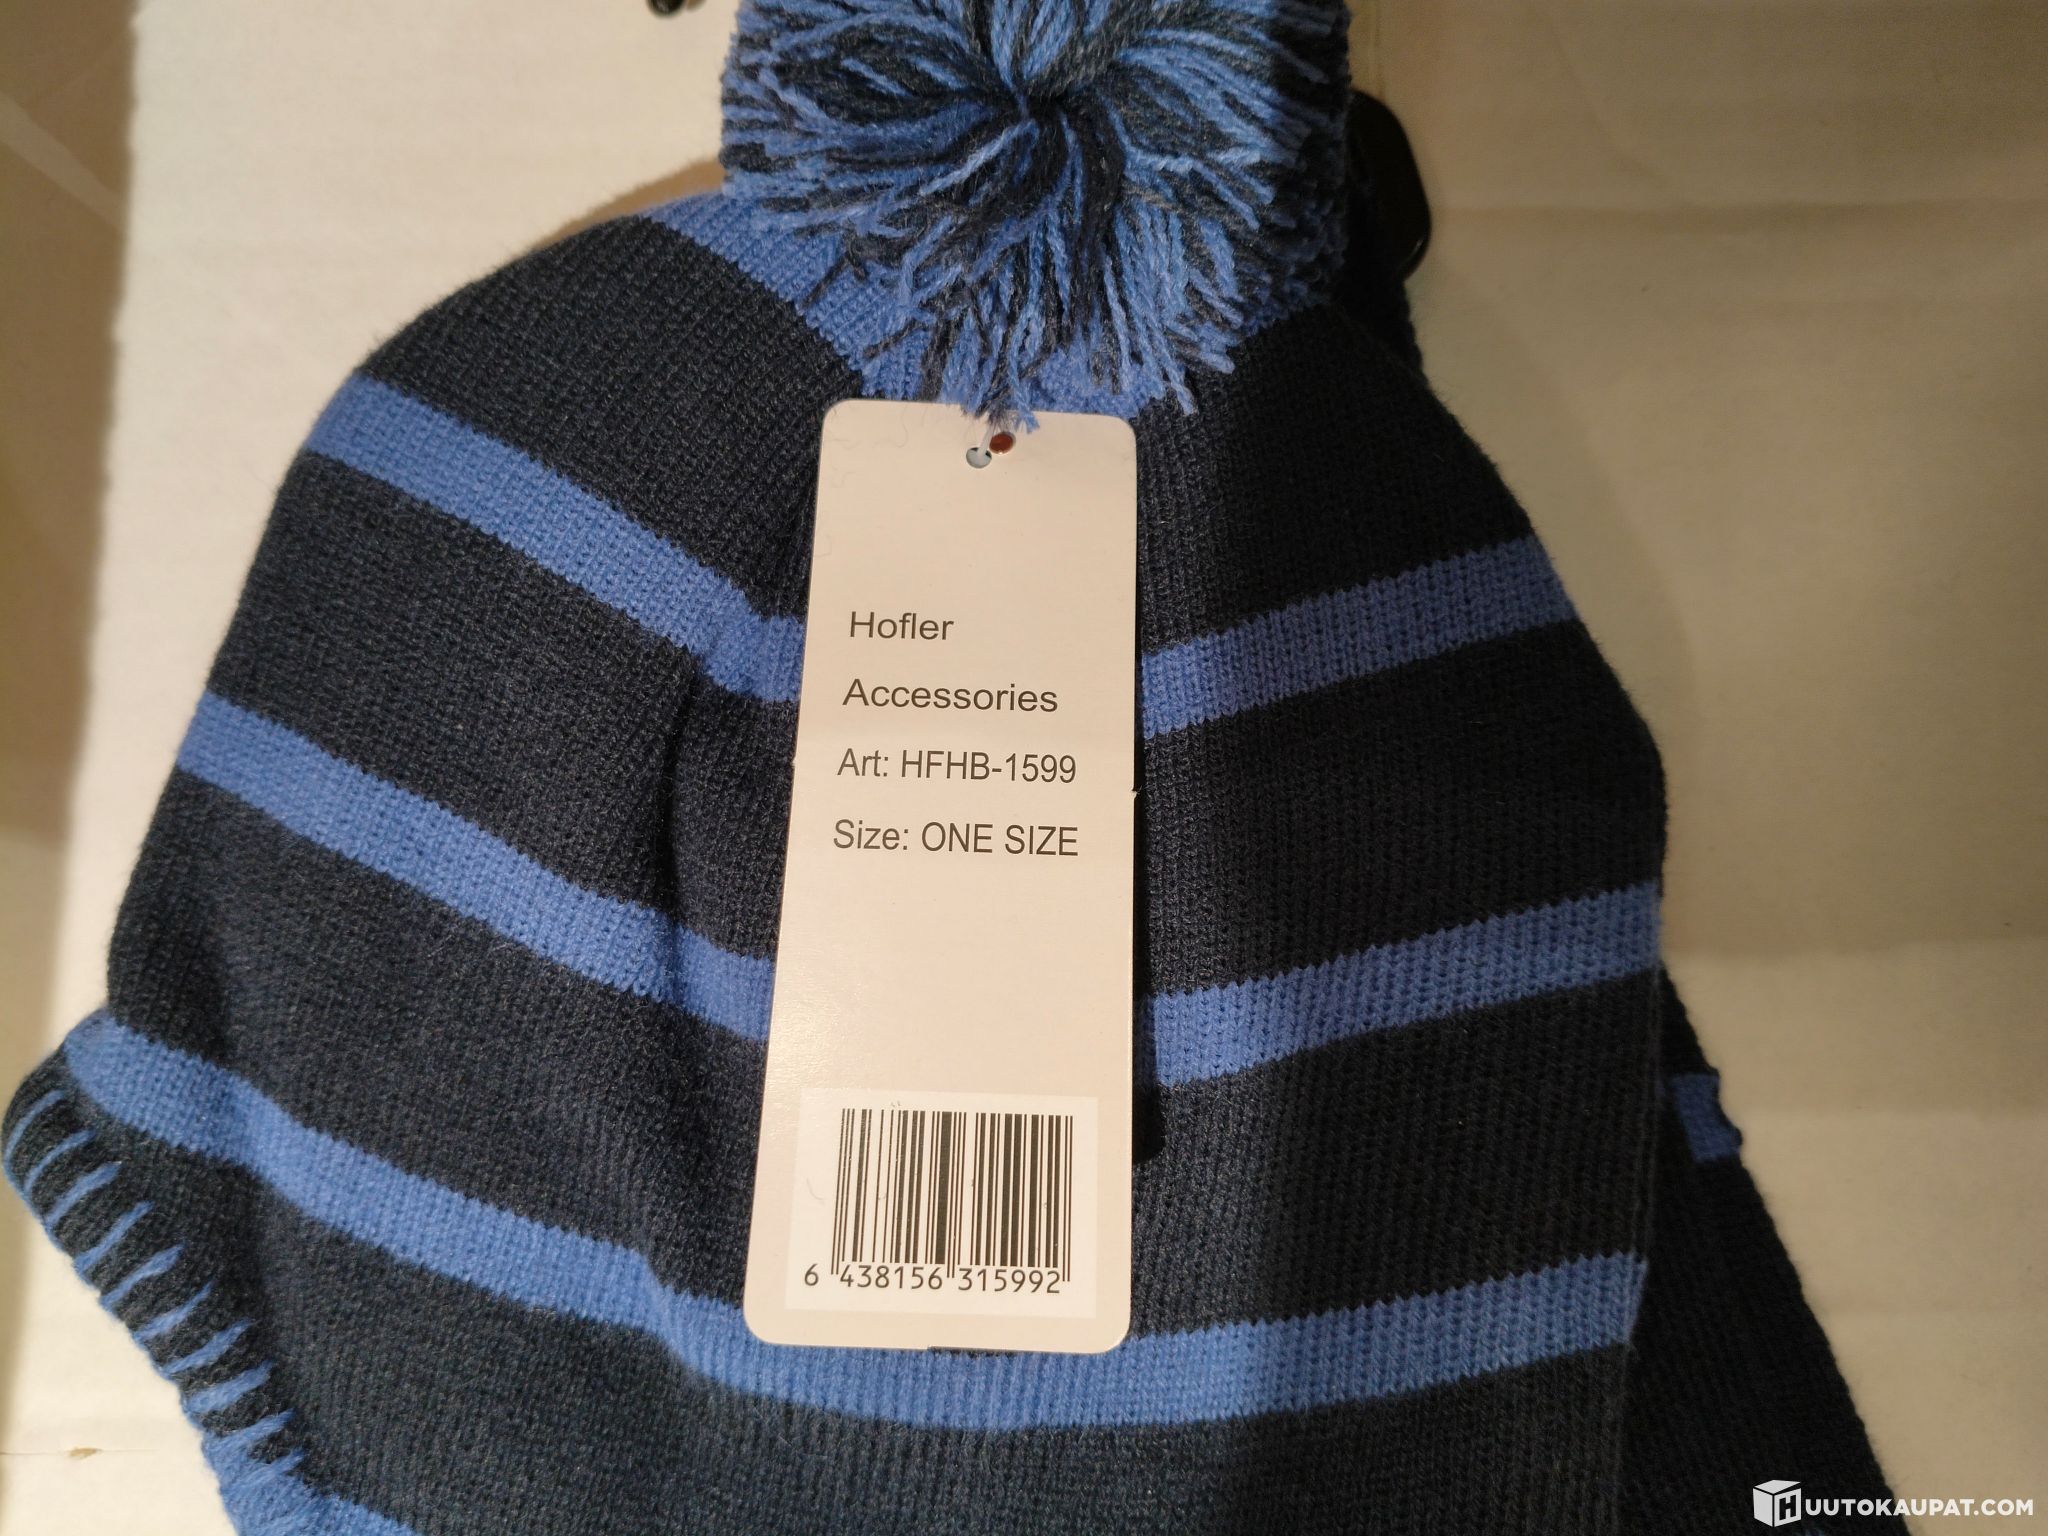 Hofler
Accessories
Art: HFHB-1599
Size: ONE SIZE
6 438156 315992
HUUTOKAUPAT.COM